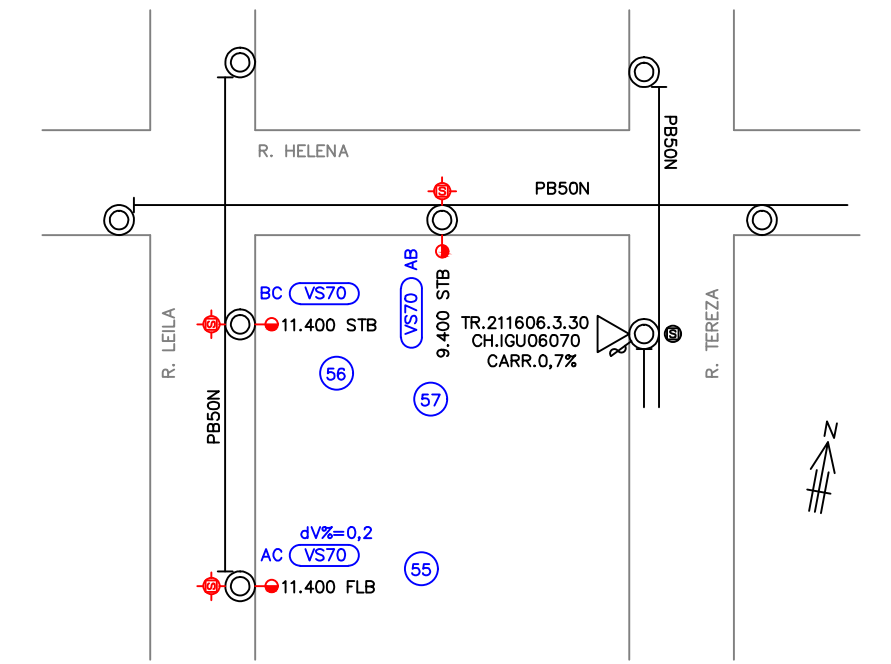 PB50N
R. HELENA
PB50N
S
AB
BC VS70
VS70
9.400 STB
S
11.400 STB
TR.211606.3.30
CH.IGU06070
CARR.0,7%
S
R. LEILA
R. TEREZA
56
57
PB50N
N
dV%=0,2
AC VS70
55
S
11.400 FLB